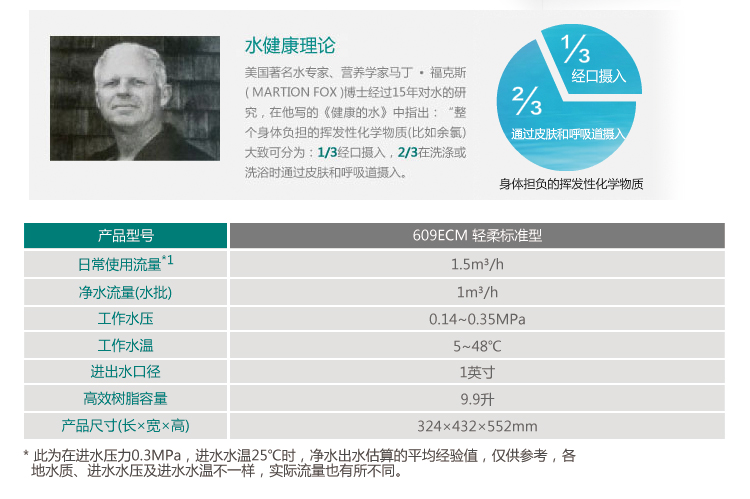 水健康理论
美国著名水专家、营养学家马丁·福克斯
( MARTION FOX )博士经过15年对水的研
究，在他写的《健康的水》中指出：“整
个身体负担的挥发性化学物质(比如余氯)
大致可分为：1/3经口摄入，2/3在洗涤或
洗浴时通过皮肤和呼吸道摄入。
1/3
经口摄入
2/3
通过皮肤和呼吸道摄入
身体担负的挥发性化学物质
产品型号 609ECM 轻柔标准型
日常使用流量*1 1.5m³/h
净水流量(水批) 1m³/h
工作水压 0.14~0.35MPa
工作水温 5~48℃
进出水口径 1英寸
高效树脂容量 9.9升
产品尺寸(长×宽×高) 324×432×552mm
* 此为在进水压力0.3MPa，进水水温25℃时，净水出水估算的平均经验值，仅供参考，各
地水质、进水水压及进水水温不一样，实际流量也有所不同。